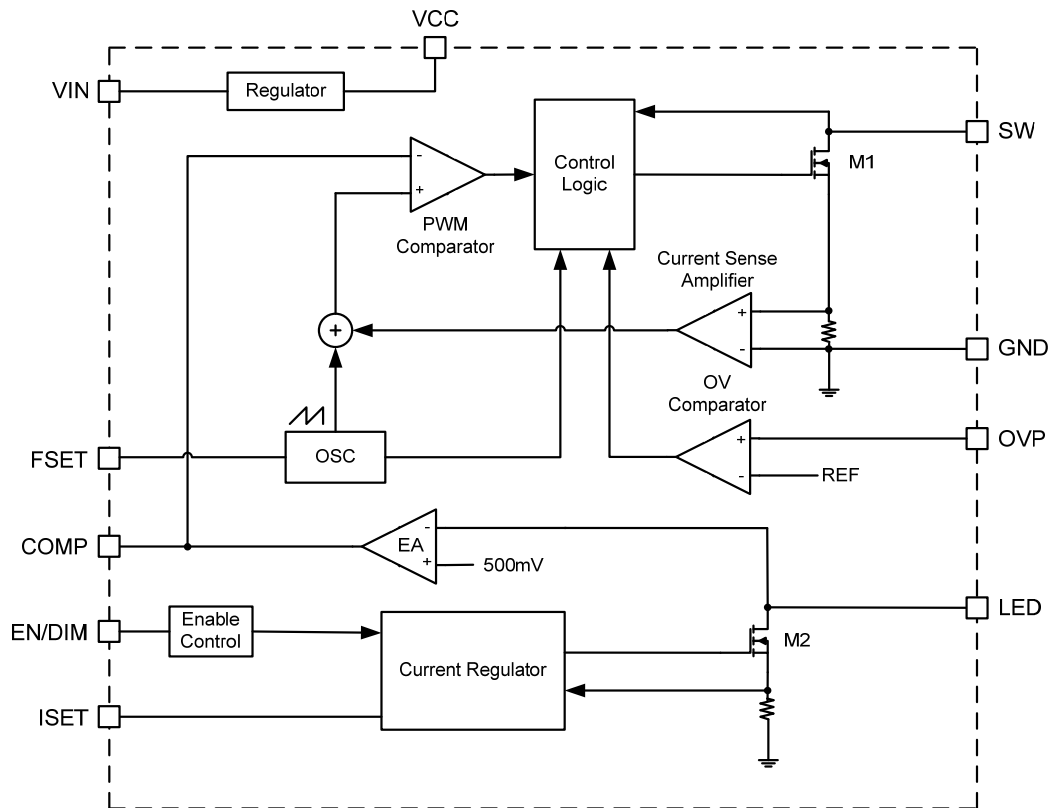 VCC
VIN
Regulator
SW
-
+
PWM
Comparator
Control
Logic
M1
Current Sense
Amplifier
+
-
+
GND
OV
Comparator
+
-
REF
OVP
FSET
OSC
COMP
EA
-
+
500mV
LED
EN/DIM
Enable
Control
Current Regulator
M2
ISET